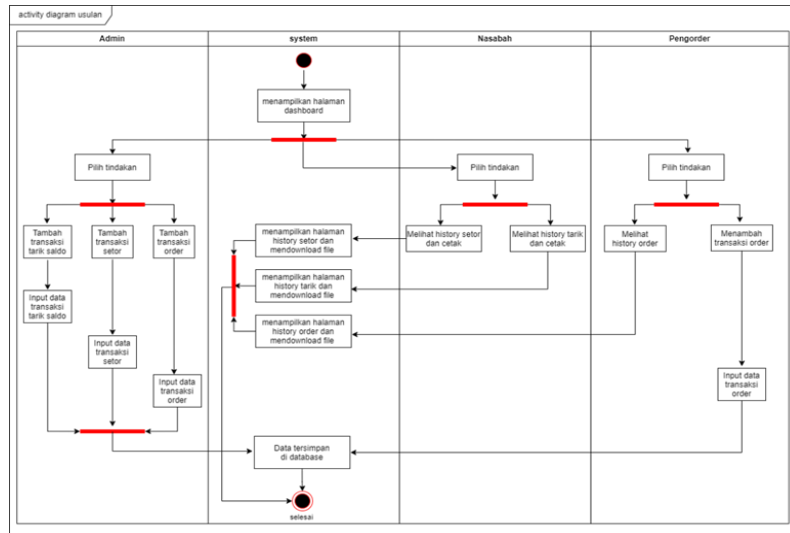 activity diagram usulan
Admin
system
Nasabah
Pengorder
menampilkan halaman
dashboard
Pilih tindakan
Pilih tindakan
Pilih tindakan
Tambah
transaksi
tarik saldo
Tambah
transaksi
setor
Tambah
transaksi
order
menampilkan halaman
history setor dan
mendownload file
Melihat history setor
dan cetak
Melihat history tarik
dan cetak
Melihat
history order
Menambah
transaksi order
menampilkan halaman
history tarik dan
mendownload file
Input data
transaksi
tarik saldo
menampilkan halaman
history order dan
mendownload file
Input data
transaksi
setor
Input data
transaksi
order
Input data
transaksi
order
Data tersimpan
di database
selesai